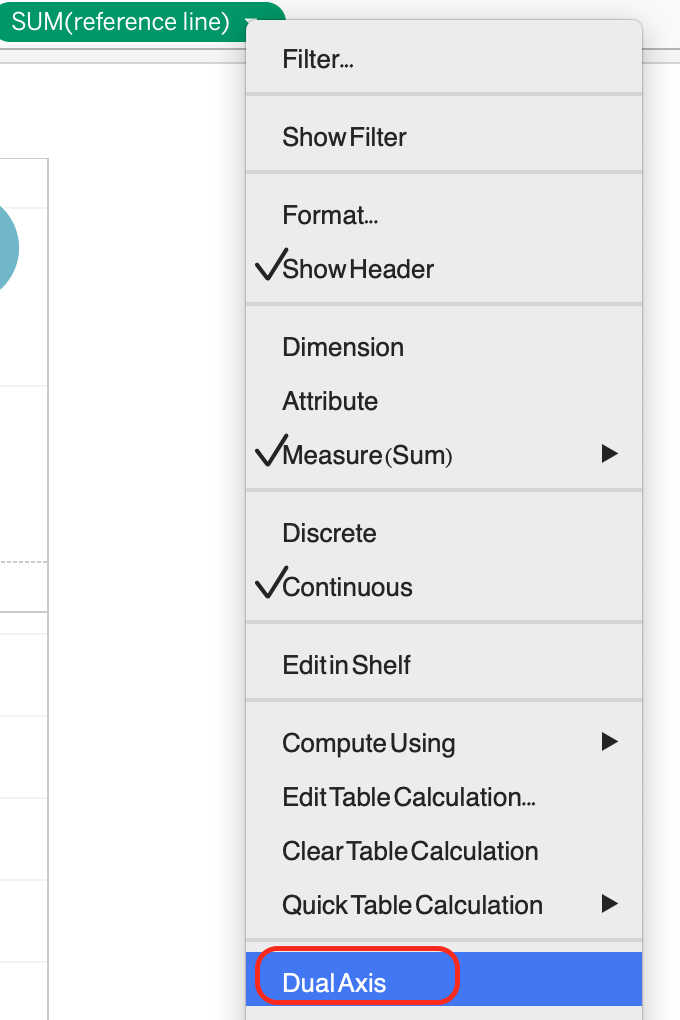 SUM(reference line)
Filter...
Show Filter
Format...
Show Header
Dimension
Attribute
Measure (Sum)
Discrete
Continuous
Edit in Shelf
Compute Using
Edit Table Calculation...
Clear Table Calculation
Quick Table Calculation
Dual Axis